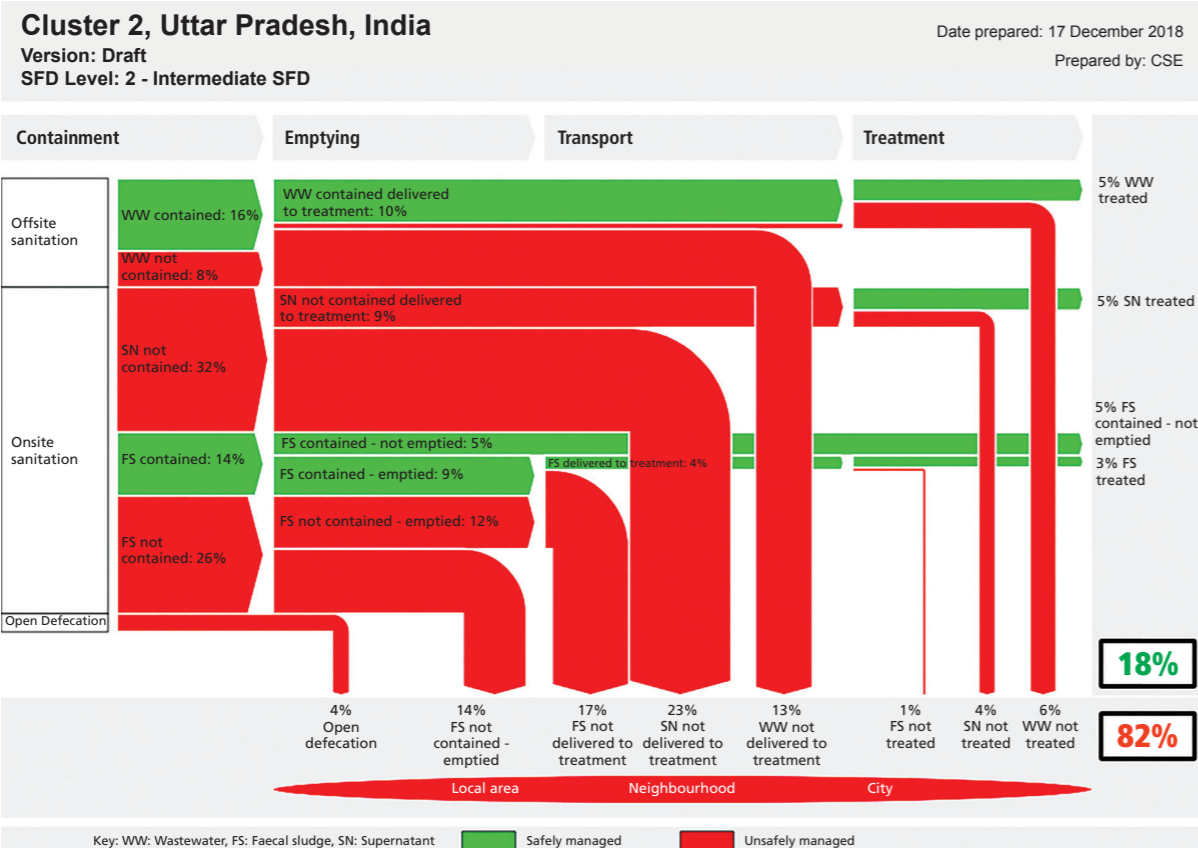 Cluster 2, Uttar Pradesh, India
Version: Draft
SFD Level: 2 - Intermediate SFD
Date prepared: 17 December 2018
Prepared by: CSE
Containment
Emptying
Transport
Treatment
Offsite
sanitation
Onsite
sanitation
Open Defecation
WW contained: 16%
WW not
contained: 8%
SN not
contained: 32%
FS contained: 14%
FS not
contained: 26%
WW contained delivered
to treatment: 10%
SN not contained delivered
to treatment: 9%
FS contained - not emptied: 5%
FS contained - emptied: 9%
FS delivered to treatment: 4%
FS not contained - emptied: 12%
5% WW
treated
5% SN treated
5% FS
contained - not
emptied
3% FS
treated
18%
82%
4%
Open
defecation
14%
FS not
contained -
emptied
17%
FS not
delivered to
treatment
23%
SN not
delivered to
treatment
13%
WW not
delivered to
treatment
1%
FS not
treated
4%
SN not
treated
6%
WW not
treated
Local area
Neighbourhood
City
Key: WW: Wastewater, FS: Faecal sludge, SN: Supernatant
Safely managed
Unsafely managed